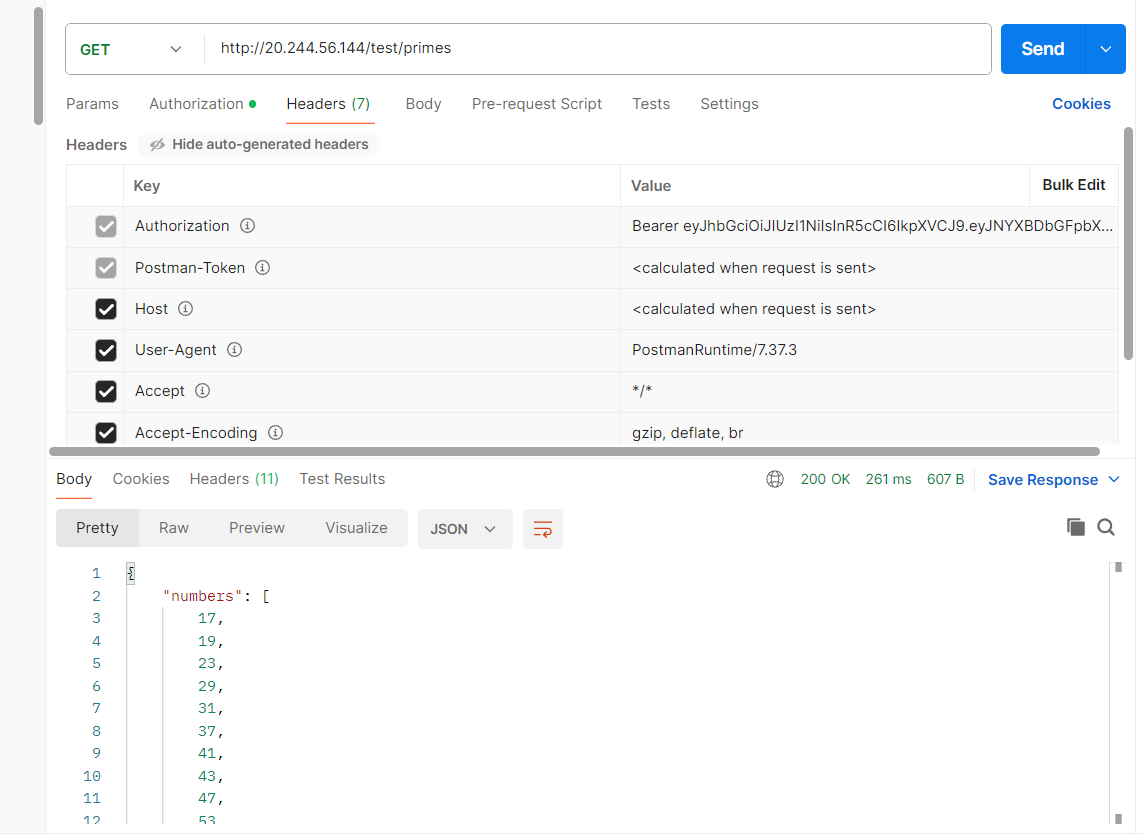 GET http://20.244.56.144/test/primes Send
Params Authorization Headers (7) Body Pre-request Script Tests Settings Cookies
Headers Hide auto-generated headers
Key Value Bulk Edit
Authorization Bearer eyJhbGciOiJIUzI1NiIsInR5cCI6IkpXVCJ9.eyJNYXBDbGFpbX...
Postman-Token <calculated when request is sent>
Host <calculated when request is sent>
User-Agent PostmanRuntime/7.37.3
Accept */*
Accept-Encoding gzip, deflate, br
Body Cookies Headers (11) Test Results 200 OK 261 ms 607 B Save Response
Pretty Raw Preview Visualize JSON
1 {
2 "numbers": [
3 17,
4 19,
5 23,
6 29,
7 31,
8 37,
9 41,
10 43,
11 47,
12 53